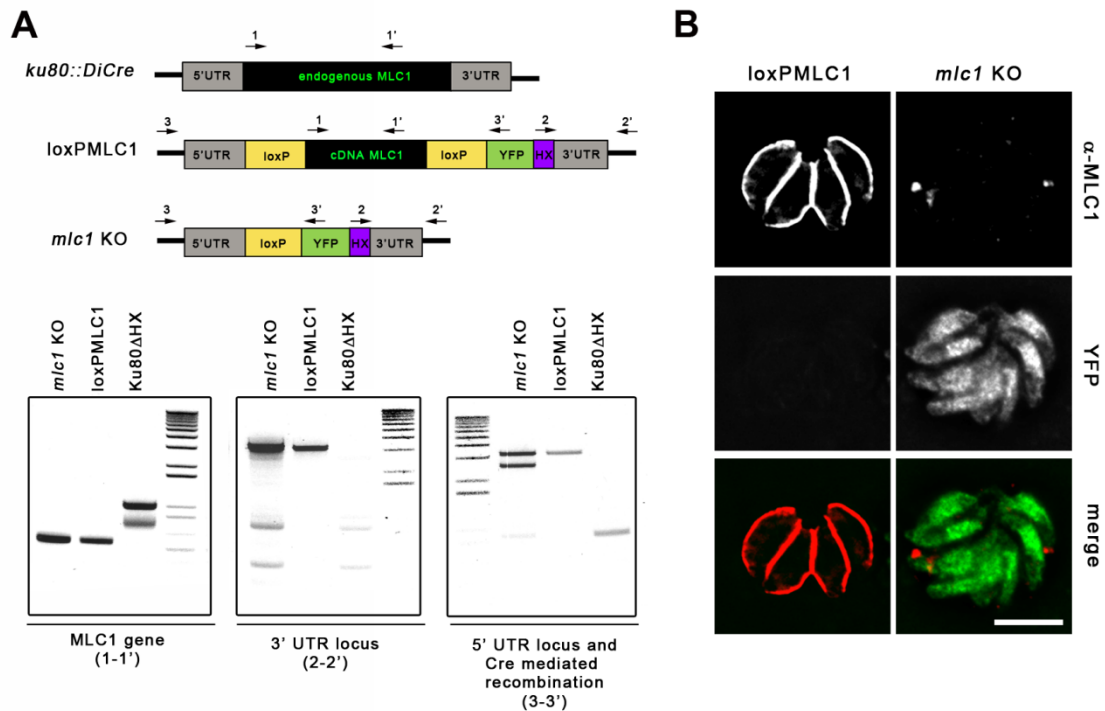 A
1 1'
ku80::DiCre
5'UTR endogenous MLC1 3'UTR
3 1 1' 3' 2 2'
loxPMLC1
5'UTR loxP cDNA MLC1 loxP YFP HX 3'UTR
3 3' 2 2'
mlc1 KO
5'UTR loxP YFP HX 3'UTR
mlc1 KO
loxPMLC1
Ku80ΔHX
mlc1 KO
loxPMLC1
Ku80ΔHX
mlc1 KO
loxPMLC1
Ku80ΔHX
MLC1 gene
(1-1')
3' UTR locus
(2-2')
5' UTR locus and
Cre mediated
recombination
(3-3')
B
loxPMLC1 mlc1 KO
α-MLC1
YFP
merge